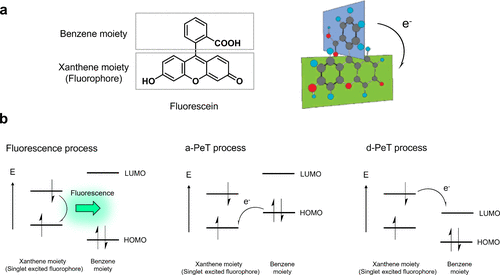 a
Benzene moiety
COOH
Xanthene moiety
(Fluorophore)
HO
O
O
Fluorescein
e-
b
Fluorescence process
a-PeT process
d-PeT process
E
LUMO
Fluorescence
HOMO
Xanthene moiety
(Singlet excited fluorophore)
Benzene
moiety
E
LUMO
e-
HOMO
Xanthene moiety
(Singlet excited fluorophore)
Benzene
moiety
E
e-
LUMO
HOMO
Xanthene moiety
(Singlet excited fluorophore)
Benzene
moiety